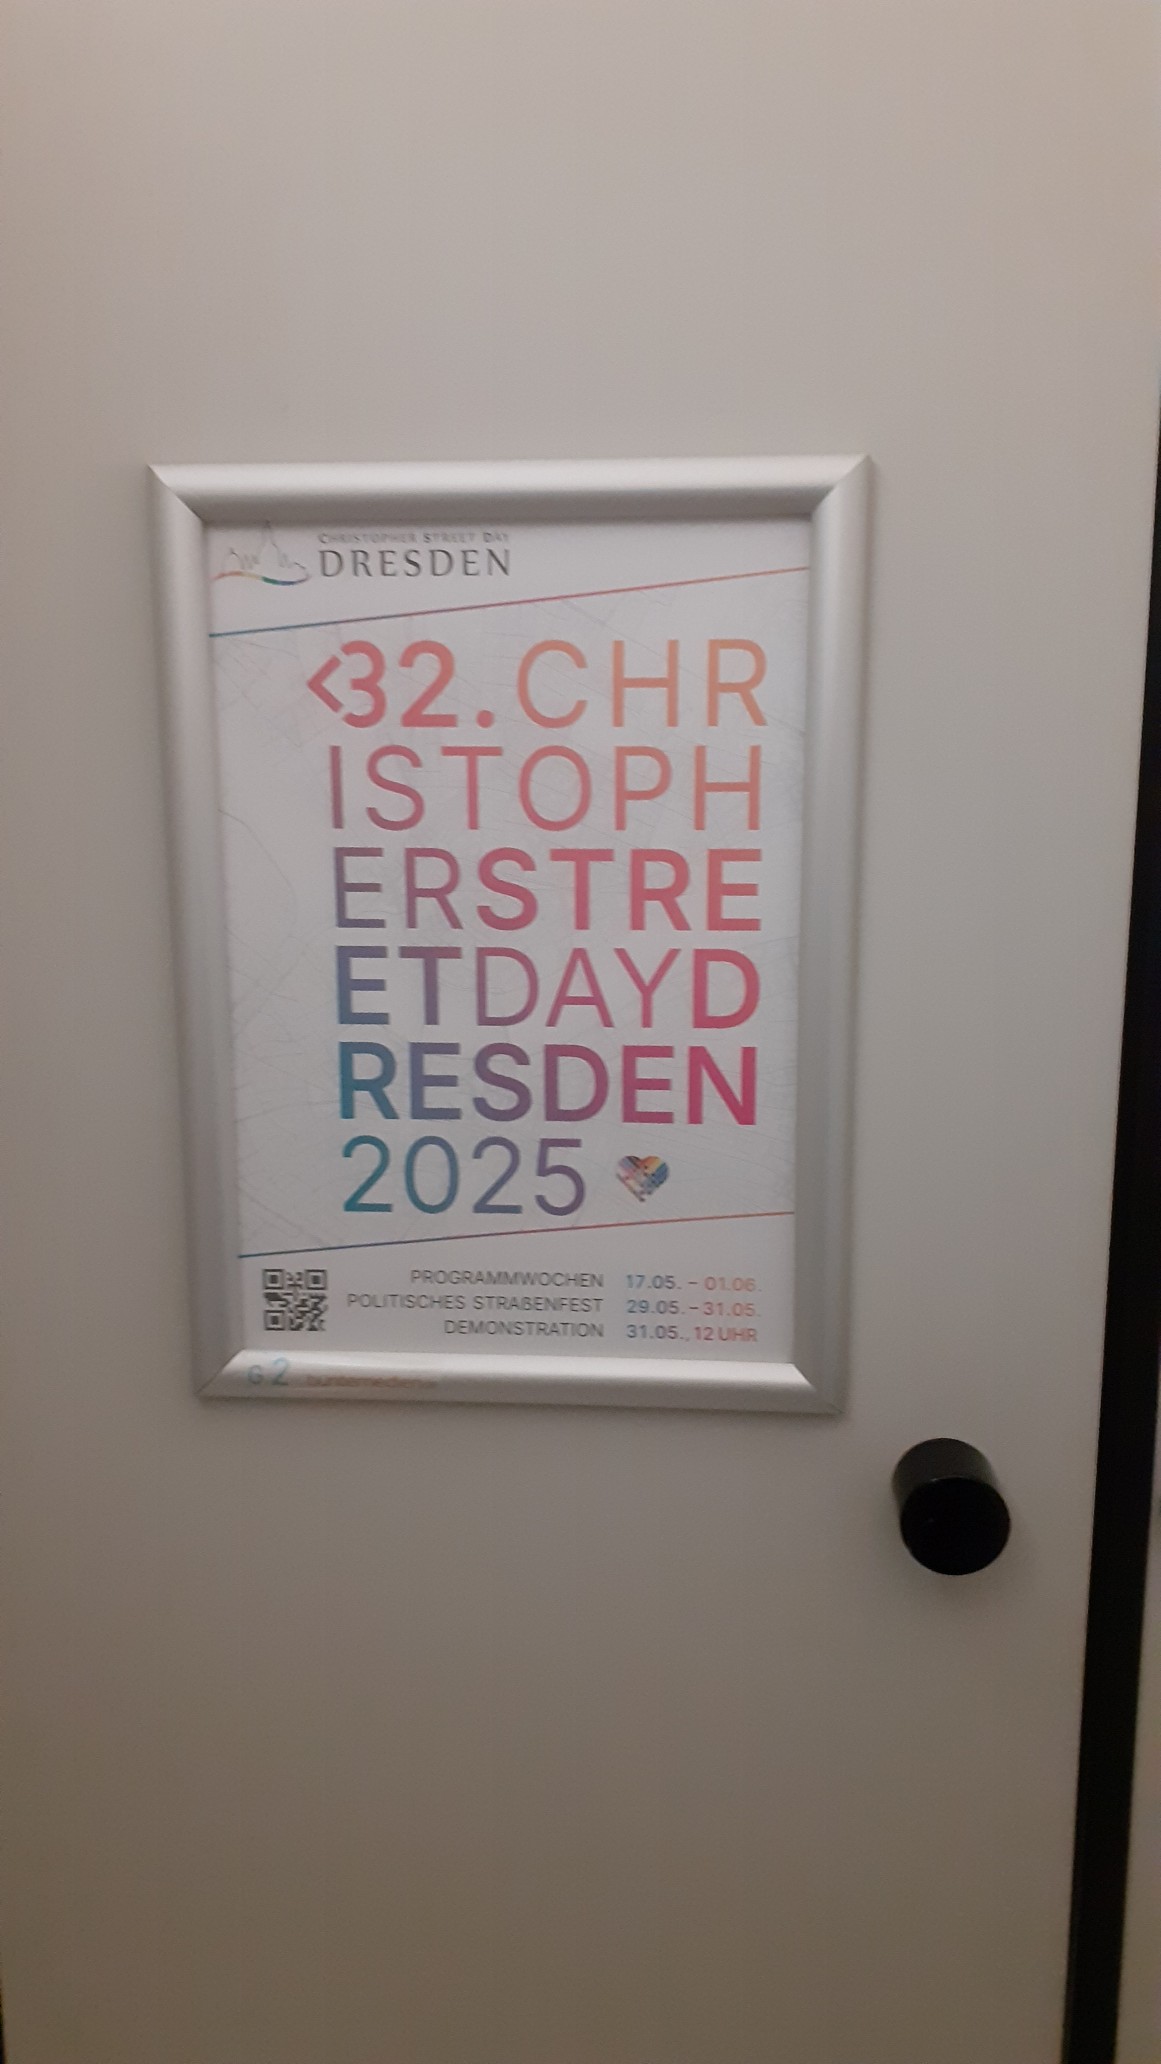 CHRISTOPHER STREET DAY
DRESDEN
<32. CHR
ISTOPH
ERSTRE
ETDAYD
RESDEN
2025
PROGRAMMWOCHEN 17.05. – 01.06.
POLITISCHES STRAßENFEST 29.05. – 31.05.
DEMONSTRATION 31.05., 12 UHR
G 2